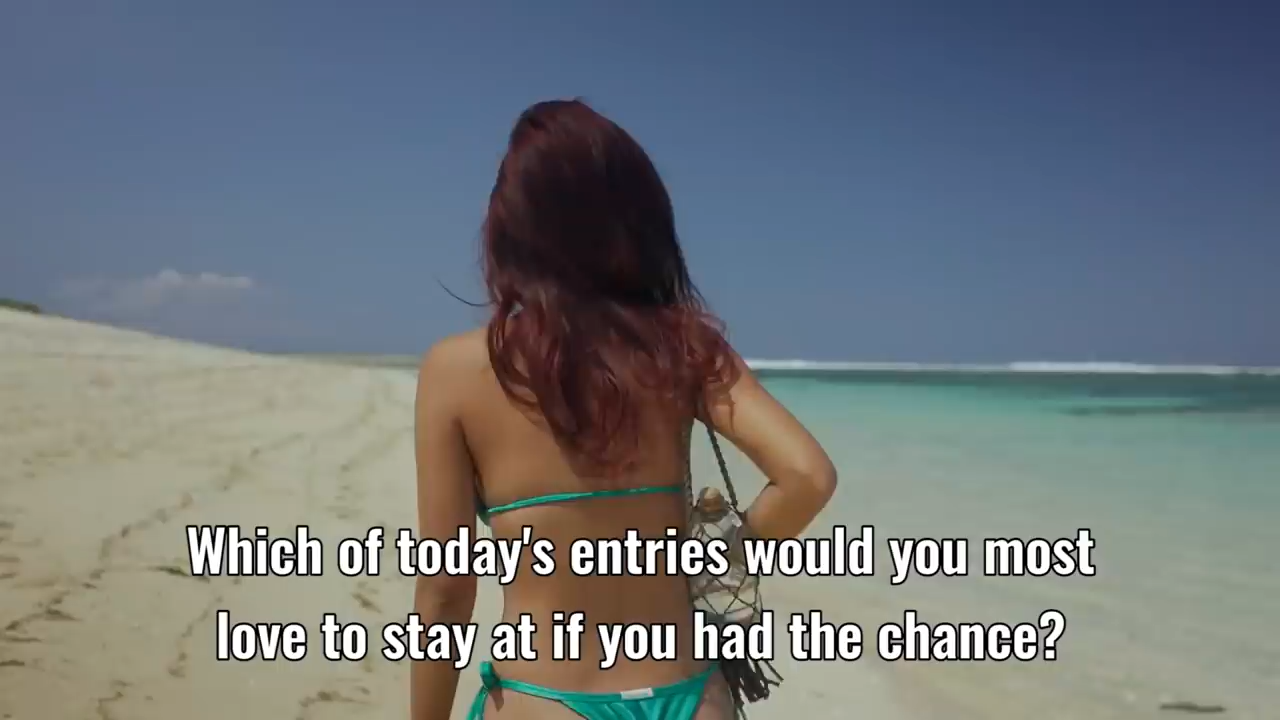 Which of today's entries would you most
love to stay at if you had the chance?